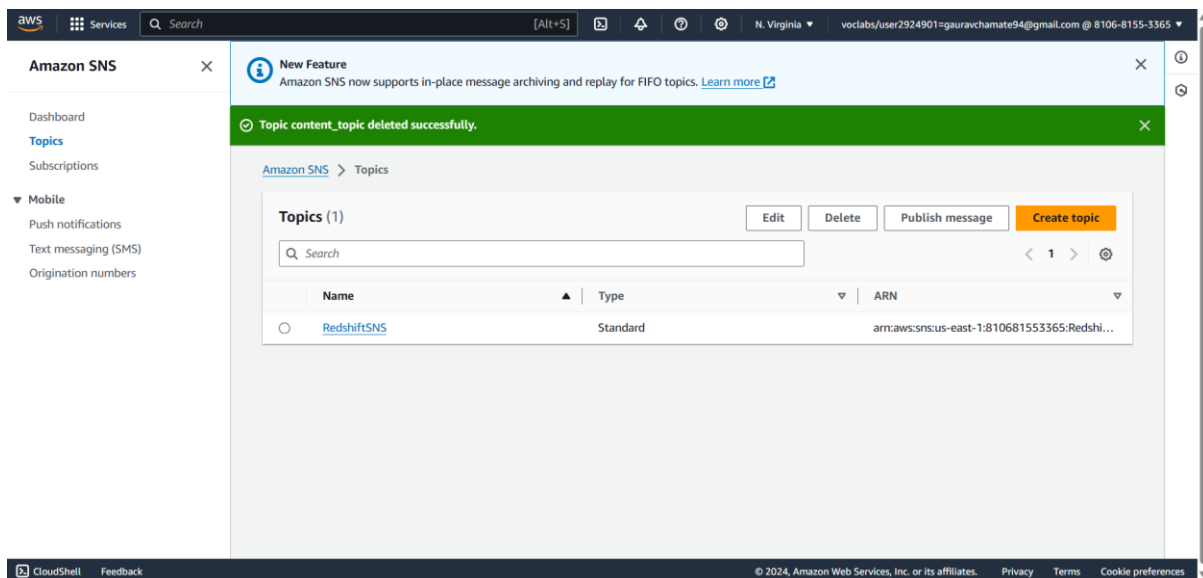 aws Services Search [Alt+S] N. Virginia voclabs/user2924901=gauravchamate94@gmail.com @ 8106-8155-3365
Amazon SNS
Dashboard
Topics
Subscriptions
Mobile
Push notifications
Text messaging (SMS)
Origination numbers
New Feature
Amazon SNS now supports in-place message archiving and replay for FIFO topics. Learn more
Topic content_topic deleted successfully.
Amazon SNS > Topics
Topics (1) Edit Delete Publish message Create topic
Search 1
Name Type ARN
RedshiftSNS Standard arn:aws:sns:us-east-1:810681553365:Redshi...
CloudShell Feedback © 2024, Amazon Web Services, Inc. or its affiliates. Privacy Terms Cookie preferences